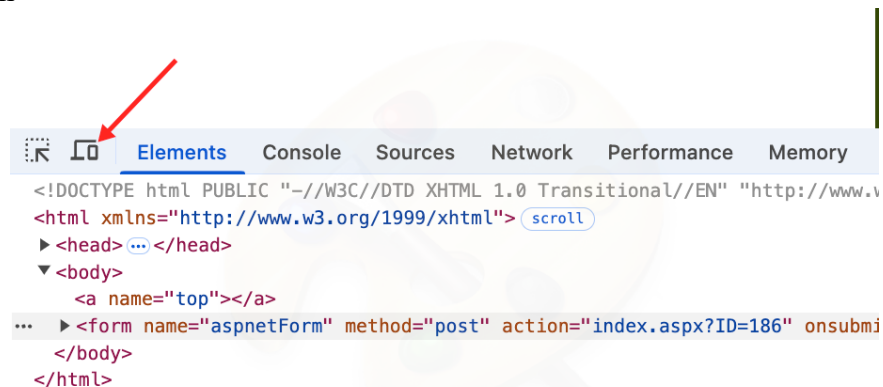 Elements Console Sources Network Performance Memory
<!DOCTYPE html PUBLIC "-//W3C//DTD XHTML 1.0 Transitional//EN" "http://www.
<html xmlns="http://www.w3.org/1999/xhtml"> scroll
▶<head> ••• </head>
▼<body>
<a name="top"></a>
••• ▶<form name="aspnetForm" method="post" action="index.aspx?ID=186" onsubmi
</body>
</html>